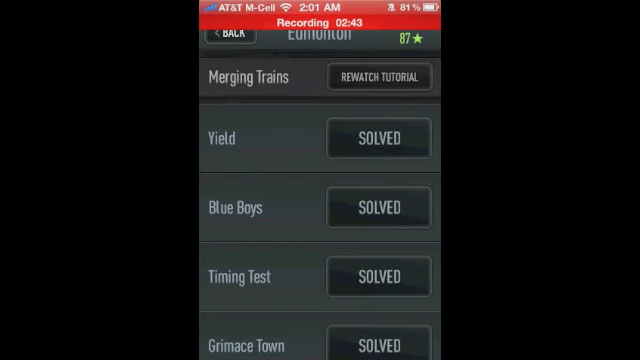 AT&T M-Cell 2:01 AM 81%
Recording 02:43
< BACK Edmonton 87★
Merging Trains REWATCH TUTORIAL
Yield SOLVED
Blue Boys SOLVED
Timing Test SOLVED
Grimace Town SOLVED